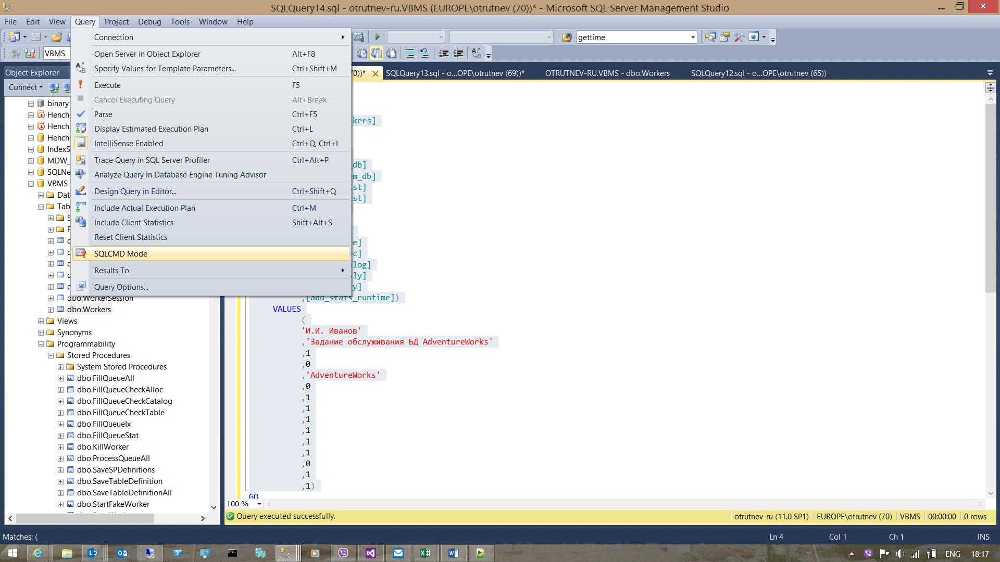 SQLQuery14.sql - otrutnev-ru.VBMS (EUROPE\otrutnev (70))* - Microsoft SQL Server Management Studio
File Edit View Query Project Debug Tools Window Help
gettime
VBMS
Connection
Open Server in Object Explorer Alt+F8
Specify Values for Template Parameters... Ctrl+Shift+M
Execute F5
Cancel Executing Query Alt+Break
Parse Ctrl+F5
Display Estimated Execution Plan Ctrl+L
IntelliSense Enabled Ctrl+Q, Ctrl+I
Trace Query in SQL Server Profiler Ctrl+Alt+P
Analyze Query in Database Engine Tuning Advisor
Design Query in Editor... Ctrl+Shift+Q
Include Actual Execution Plan Ctrl+M
Include Client Statistics Shift+Alt+S
Reset Client Statistics
SQLCMD Mode
Results To
Query Options...
Object Explorer
Connect
binary
Hench
Hench
Hench
IndexS
MDW_
SQLNe
VBMS
Dat
Tab
S
F
dbo.WorkerSession
dbo.Workers
Views
Synonyms
Programmability
Stored Procedures
System Stored Procedures
dbo.FillQueueAll
dbo.FillQueueCheckAlloc
dbo.FillQueueCheckCatalog
dbo.FillQueueCheckTable
dbo.FillQueueIx
dbo.FillQueueStat
dbo.KillWorker
dbo.ProcessQueueAll
dbo.SaveSPDefinitions
dbo.SaveTableDefinition
dbo.SaveTableDefinitionAll
dbo.StartFakeWorker
70))* SQLQuery13.sql - o...OPE\otrutnev (69))* OTRUTNEV-RU.VBMS - dbo.Workers SQLQuery12.sql - o...OPE\otrutnev (65))
kers]
_db]
em_db]
st]
st]
le]
oc]
alog]
ly]
ty]
,[add_stats_runtime])
VALUES
(
'И.И. Иванов'
,'Задание обслуживания БД AdventureWorks'
,1
,0
,'AdventureWorks'
,0
,1
,1
,1
,1
,1
,1
,0
,1
,1)
GO
100 %
Query executed successfully. otrutnev-ru (11.0 SP1) EUROPE\otrutnev (70) VBMS 00:00:00 0 rows
Matches: ( Ln 4 Col 1 Ch 1 INS
ENG 18:17